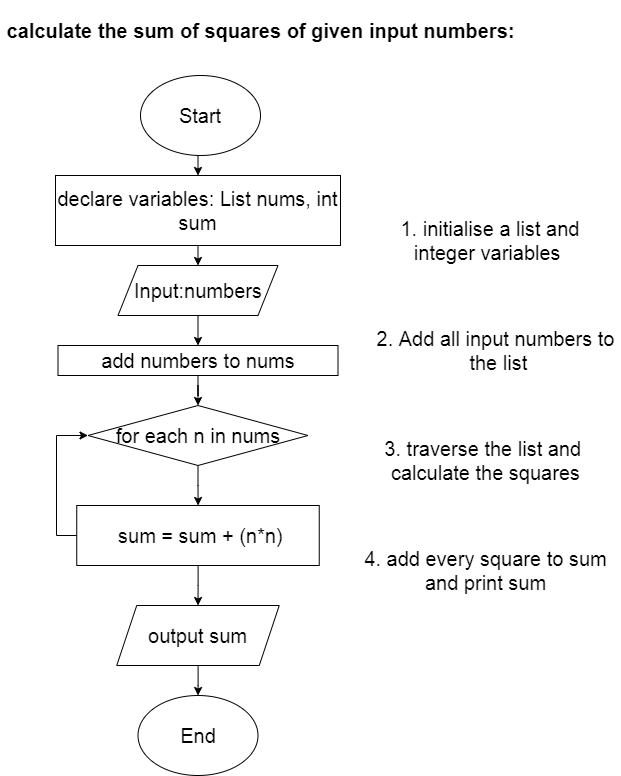 calculate the sum of squares of given input numbers:
Start
declare variables: List nums, int
sum
1. initialise a list and
integer variables
Input:numbers
2. Add all input numbers to
the list
add numbers to nums
for each n in nums
3. traverse the list and
calculate the squares
sum = sum + (n*n)
4. add every square to sum
and print sum
output sum
End